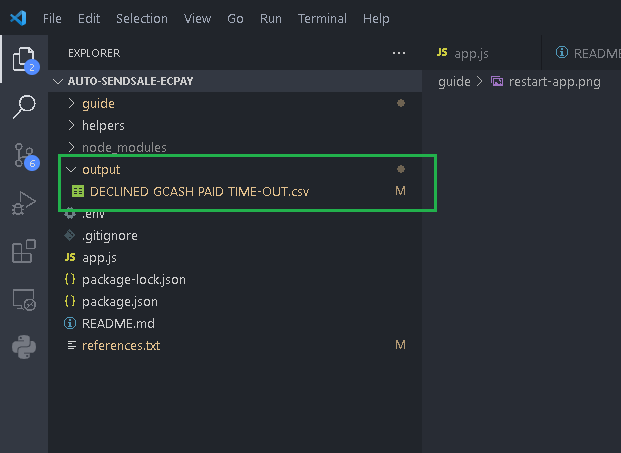 File Edit Selection View Go Run Terminal Help
2
6
EXPLORER ...
AUTO-SENDSALE-ECPAY
guide
helpers
node_modules
output
DECLINED GCASH PAID TIME-OUT.csv M
.env
.gitignore
JS app.js
{} package-lock.json
{} package.json
README.md
references.txt M
JS app.js README
guide > restart-app.png